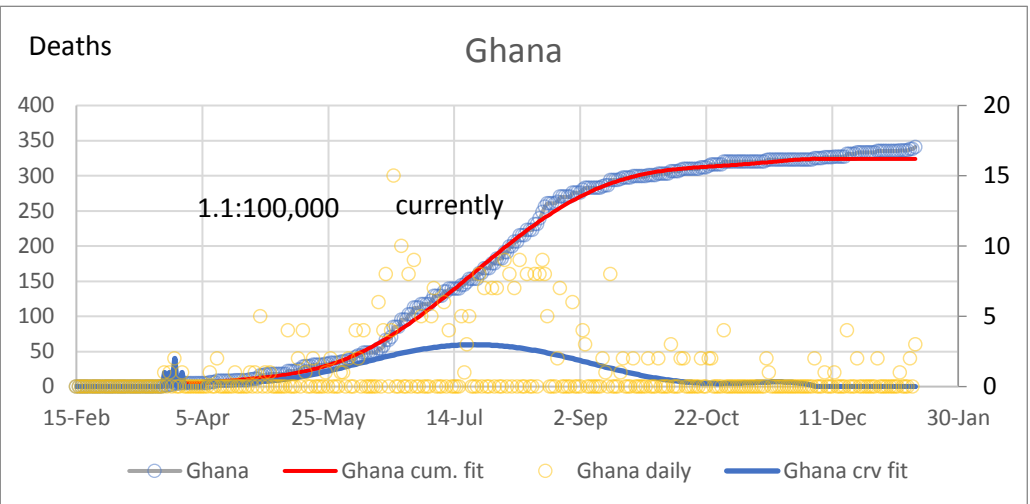 Deaths
Ghana
400
350
300
250
200
150
100
50
0
20
15
10
5
0
1.1:100,000 currently
15-Feb 5-Apr 25-May 14-Jul 2-Sep 22-Oct 11-Dec 30-Jan
Ghana Ghana cum. fit Ghana daily Ghana crv fit